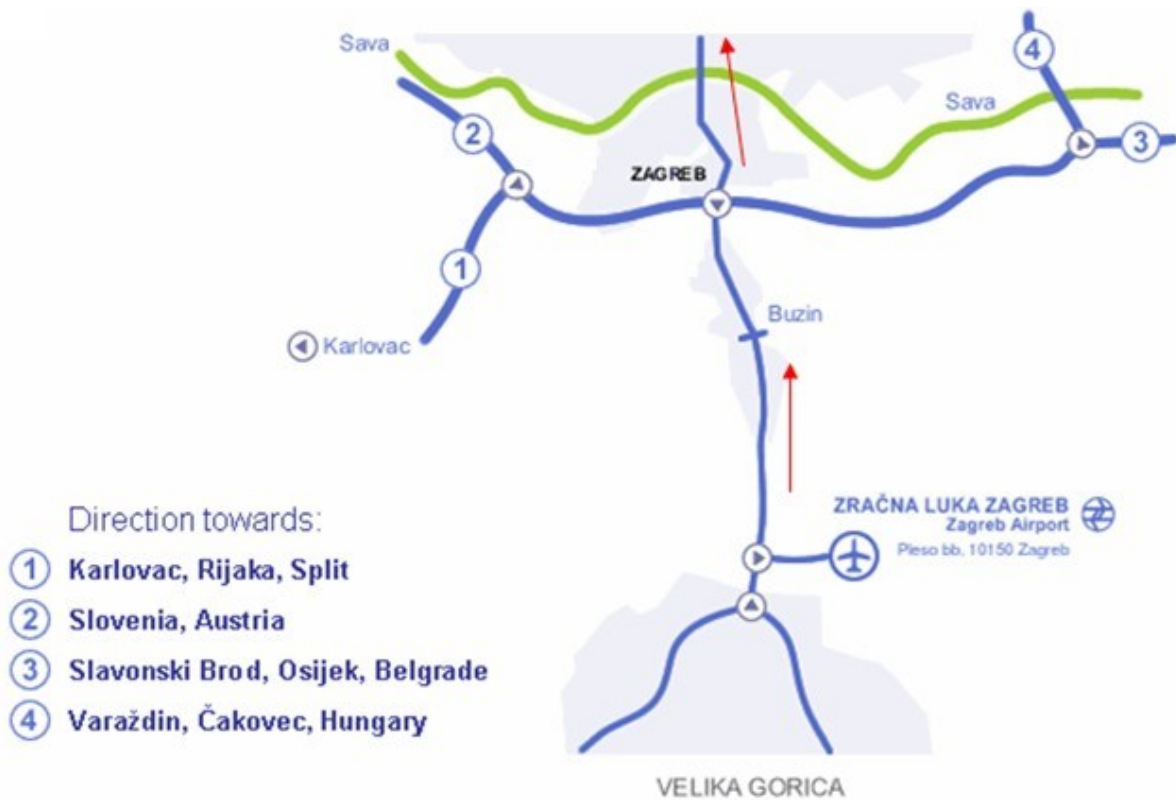 Sava
4
2
Sava
3
ZAGREB
1
Buzin
Karlovac
ZRAČNA LUKA ZAGREB
Zagreb Airport
Pleso bb, 10150 Zagreb
Direction towards:
1 Karlovac, Rijaka, Split
2 Slovenia, Austria
3 Slavonski Brod, Osijek, Belgrade
4 Varaždin, Čakovec, Hungary
VELIKA GORICA